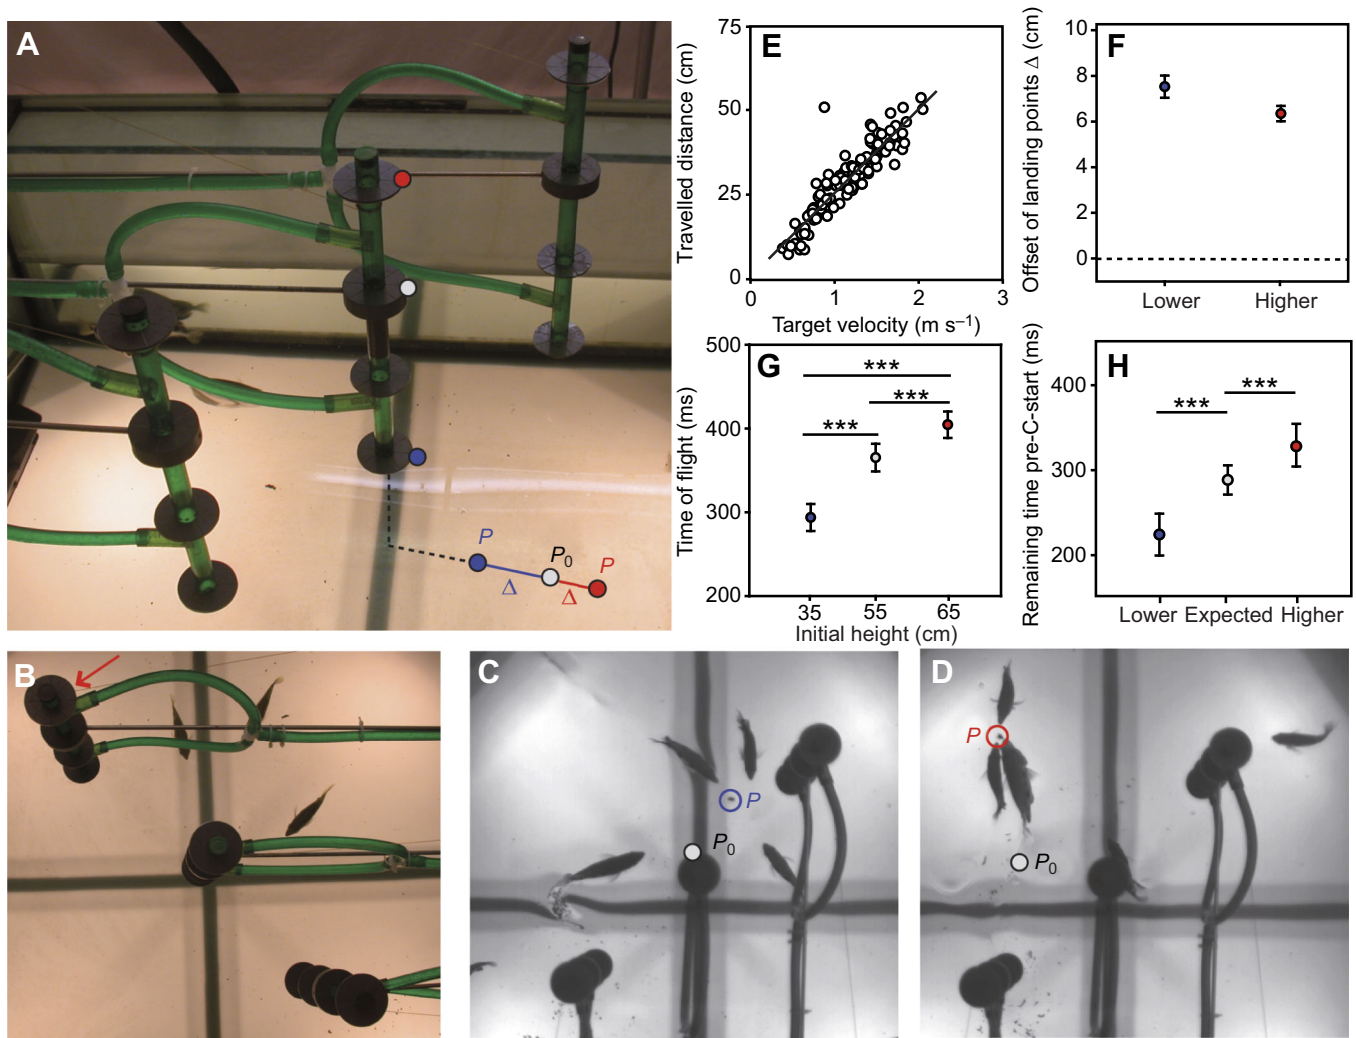 A
P
P0
P
Δ
Δ
B
C
P
P0
D
P
P0
E
Travelled distance (cm)
75
50
25
0
0 1 2 3
Target velocity (m s–1)
F
Offset of landing points Δ (cm)
10
8
6
4
2
0
Lower Higher
G
Time of flight (ms)
500
400
300
200
***
***
***
35 55 65
Initial height (cm)
H
Remaining time pre-C-start (ms)
400
300
200
***
***
Lower Expected Higher